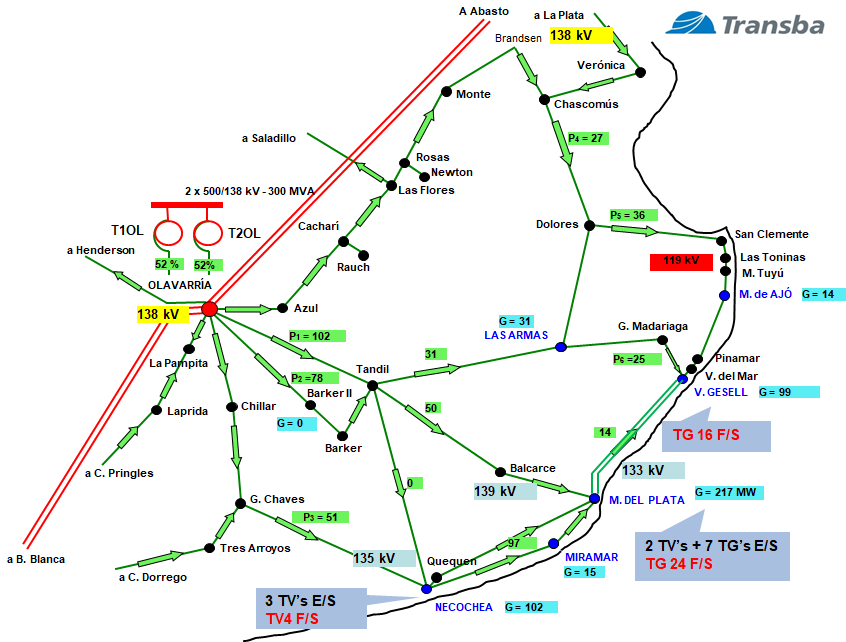 A Abasto
a La Plata
Transba
Brandsen
138 kV
Verónica
Monte
Chascomús
a Saladillo
P4 = 27
Rosas
Newton
2 x 500/138 kV - 300 MVA
Las Flores
T1OL
T2OL
Cacharí
Dolores
P5 = 36
San Clemente
a Henderson
52 %
52%
Rauch
119 kV
Las Toninas
M. Tuyú
OLAVARRÍA
M. de AJÓ
G = 14
138 kV
Azul
G = 31
LAS ARMAS
G. Madariaga
P1 = 102
31
P6 =25
Pinamar
La Pampita
Tandil
V. del Mar
P2 =78
Barker II
V. GESELL
G = 99
Laprida
Chillar
50
G = 0
14
TG 16 F/S
Barker
a C. Pringles
Balcarce
133 kV
0
139 kV
G = 217 MW
M. DEL PLATA
G. Chaves
P3 = 51
97
2 TV's + 7 TG's E/S
TG 24 F/S
Tres Arroyos
135 kV
Quequen
MIRAMAR
G = 15
a B. Blanca
a C. Dorrego
3 TV's E/S
TV4 F/S
NECOCHEA
G = 102